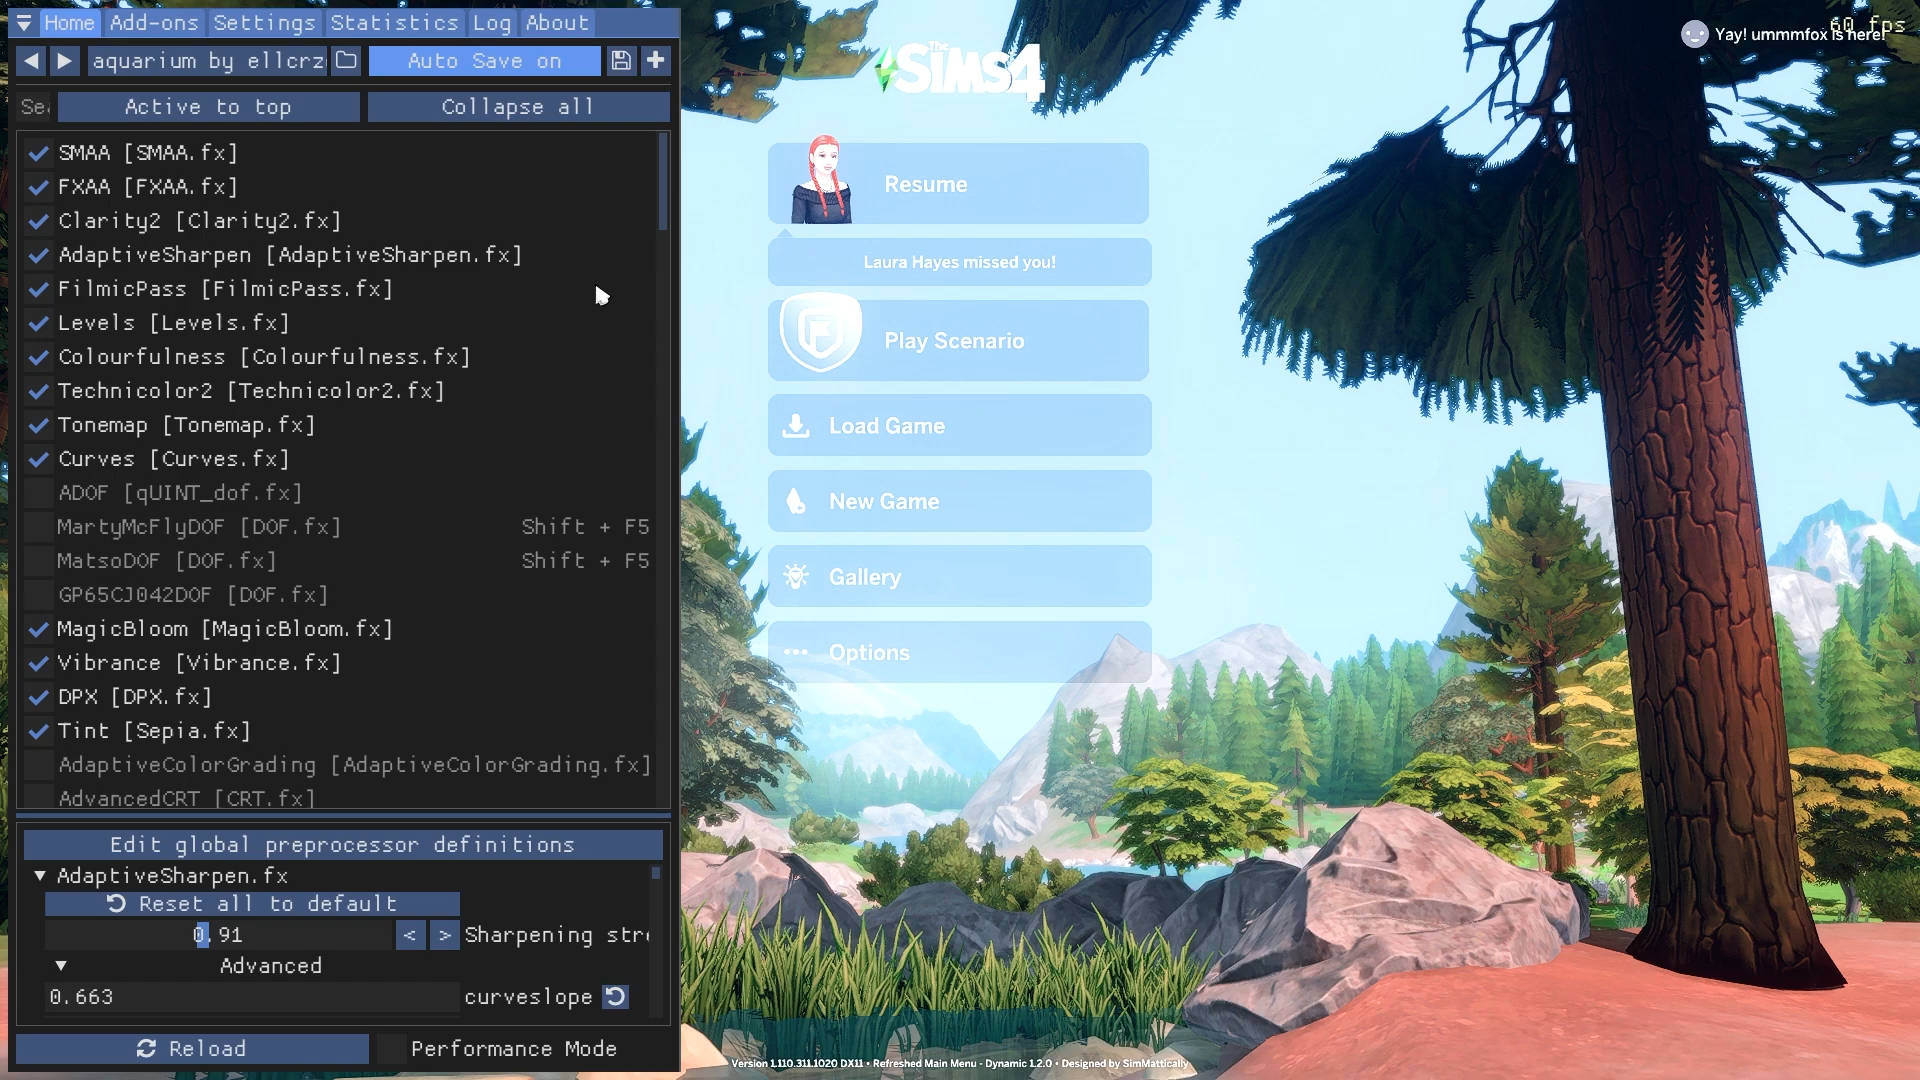 Home Add-ons Settings Statistics Log About
aquarium by ellcrz Auto Save on
Active to top Collapse all
SMAA [SMAA.fx]
FXAA [FXAA.fx]
Clarity2 [Clarity2.fx]
AdaptiveSharpen [AdaptiveSharpen.fx]
FilmicPass [FilmicPass.fx]
Levels [Levels.fx]
Colourfulness [Colourfulness.fx]
Technicolor2 [Technicolor2.fx]
Tonemap [Tonemap.fx]
Curves [Curves.fx]
ADOF [qUINT_dof.fx]
MartyMcFlyDOF [DOF.fx] Shift + F5
MatsoDOF [DOF.fx] Shift + F5
GP65CJ042DOF [DOF.fx]
MagicBloom [MagicBloom.fx]
Vibrance [Vibrance.fx]
DPX [DPX.fx]
Tint [Sepia.fx]
AdaptiveColorGrading [AdaptiveColorGrading.fx]
AdvancedCRT [CRT.fx]
Edit global preprocessor definitions
AdaptiveSharpen.fx
Reset all to default
0.91 < > Sharpening
Advanced
0.663 curveslope
Reload Performance Mode
The Sims 4
Resume
Laura Hayes missed you!
Play Scenario
Load Game
New Game
Gallery
Options
60 fps
Yay! ummmfox is here!
Version 1.110.311.1020 DX11 • Refreshed Main Menu - Dynamic 1.2.0 • Designed by SimMattically